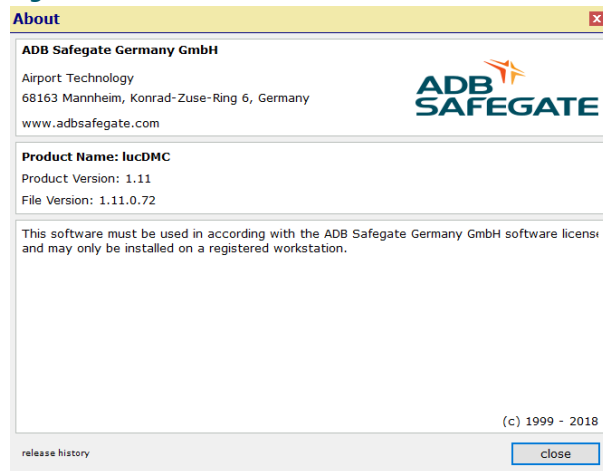 About
ADB Safegate Germany GmbH
Airport Technology
68163 Mannheim, Konrad-Zuse-Ring 6, Germany
www.adbsafegate.com
ADB
SAFEGATE
Product Name: lucDMC
Product Version: 1.11
File Version: 1.11.0.72
This software must be used in according with the ADB Safegate Germany GmbH software license
and may only be installed on a registered workstation.
(c) 1999 - 2018
release history
close